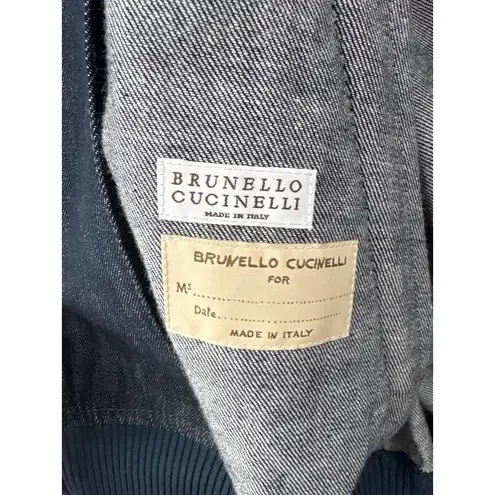 BRUNELLO
CUCINELLI
MADE IN ITALY
BRUNELLO CUCINELLI
FOR
Ms ....................
Date ....................
MADE IN ITALY